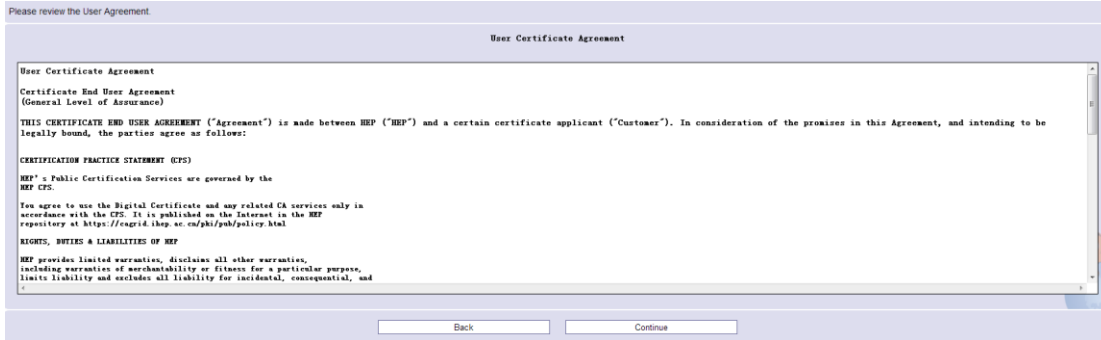 Please review the User Agreement.
User Certificate Agreement
User Certificate Agreement
Certificate End User Agreement
(General Level of Assurance)
THIS CERTIFICATE END USER AGREEMENT ("Agreement") is made between HEP ("HEP") and a certain certificate applicant ("Customer"). In consideration of the promises in this Agreement, and intending to be
legally bound, the parties agree as follows:
CERTIFICATION PRACTICE STATEMENT (CPS)
HEP's Public Certification Services are governed by the
HEP CPS.
You agree to use the Digital Certificate and any related CA services only in
accordance with the CPS. It is published on the Internet in the HEP
repository at https://cagrid.ihep.ac.cn/pki/pub/policy.html
RIGHTS, DUTIES & LIABILITIES OF HEP
HEP provides limited warranties, disclaims all other warranties,
including warranties of merchantability or fitness for a particular purpose,
limits liability and excludes all liability for incidental, consequential, and
Back
Continue